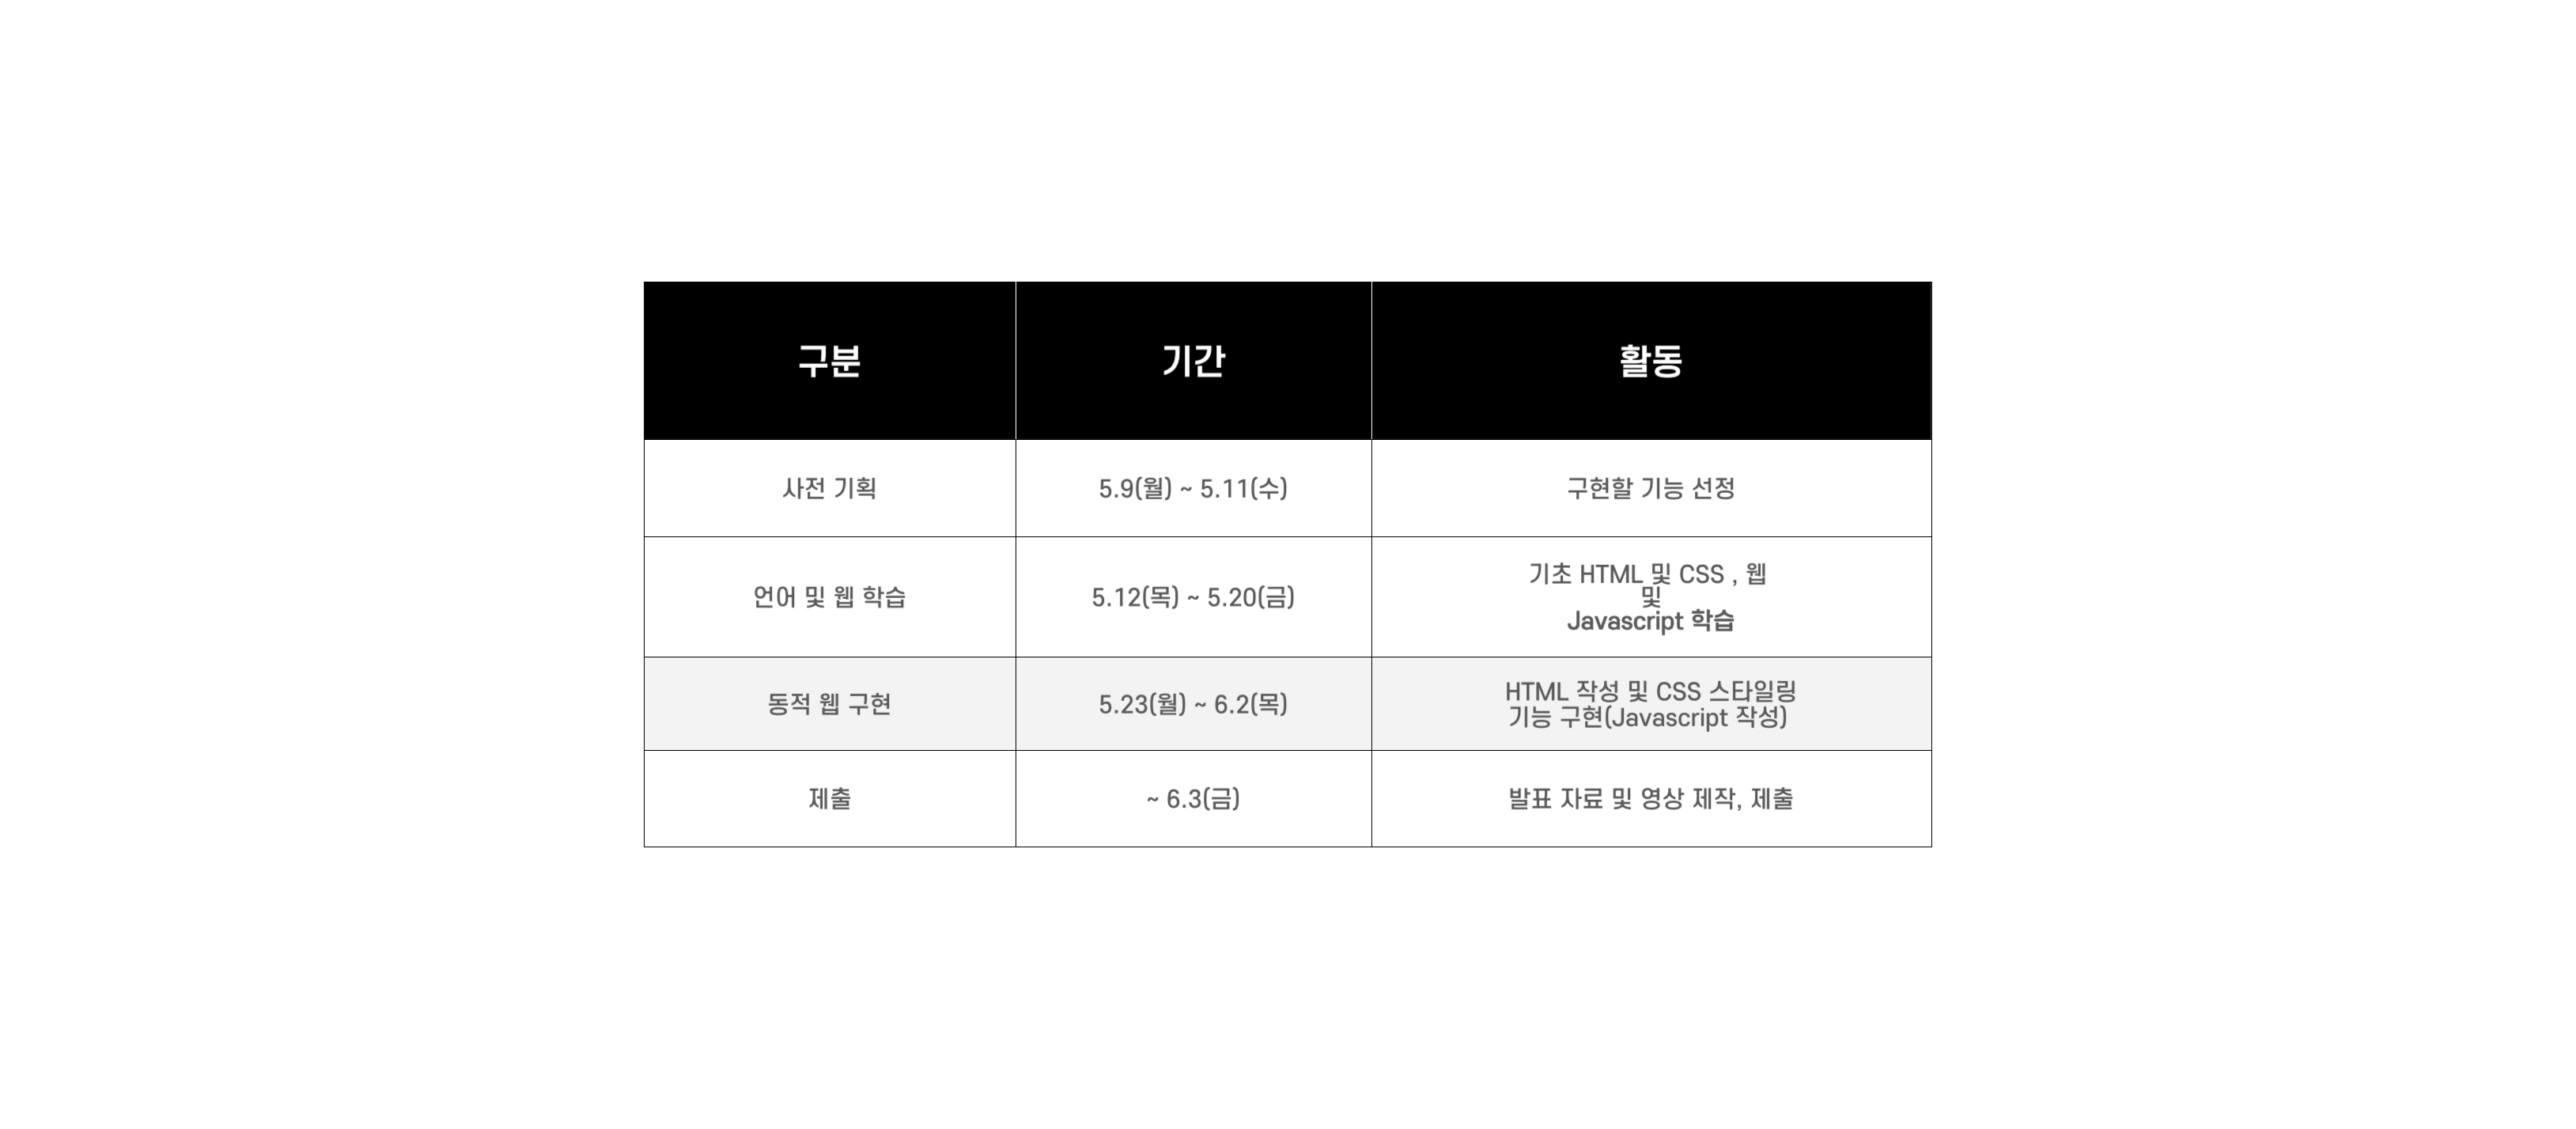 구분 기간 활동
사전 기획 5.9(월) ~ 5.11(수) 구현할 기능 선정
언어 및 웹 학습 5.12(목) ~ 5.20(금) 기초 HTML 및 CSS , 웹
및
Javascript 학습
동적 웹 구현 5.23(월) ~ 6.2(목) HTML 작성 및 CSS 스타일링
기능 구현(Javascript 작성)
제출 ~ 6.3(금) 발표 자료 및 영상 제작, 제출